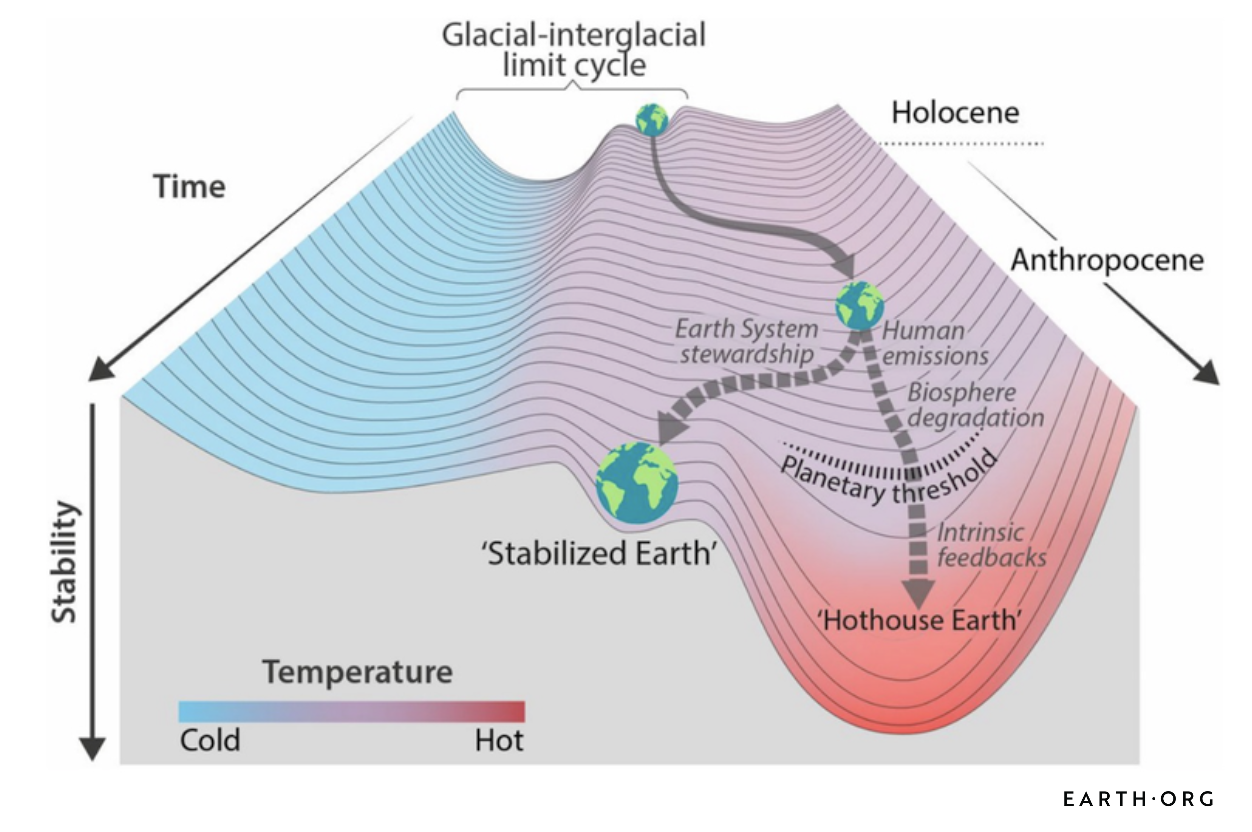 Glacial-interglacial
limit cycle
Holocene
Time
Anthropocene
Earth System
stewardship
Human
emissions
Biosphere
degradation
Planetary threshold
Stability
'Stabilized Earth'
Intrinsic
feedbacks
'Hothouse Earth'
Temperature
Cold
Hot
EARTH·ORG